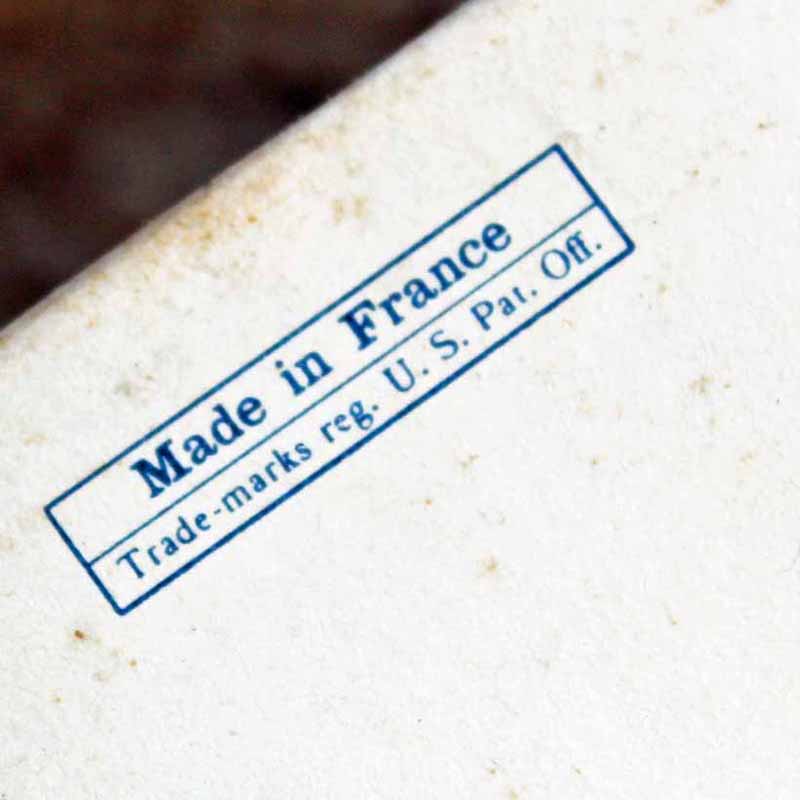 Made in France
Trade-marks reg. U. S. Pat. Off.